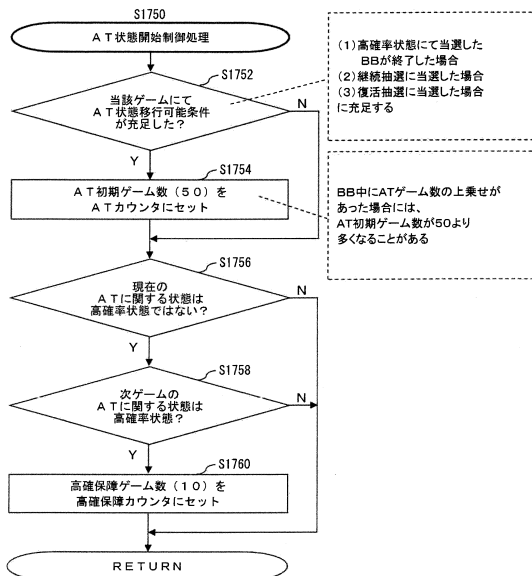 S1750
AT状態開始制御処理
S1752
当該ゲームにて
AT状態移行可能条件
が充足した？
N
Y
(1)高確率状態にて当選した
BBが終了した場合
(2)継続抽選に当選した場合
(3)復活抽選に当選した場合
に充足する
S1754
AT初期ゲーム数(50)を
ATカウンタにセット
BB中にATゲーム数の上乗せが
あった場合には、
AT初期ゲーム数が50より
多くなることがある
S1756
現在の
ATに関する状態は
高確率状態ではない？
N
Y
S1758
次ゲームの
ATに関する状態は
高確率状態？
N
Y
S1760
高確保障ゲーム数(10)を
高確保障カウンタにセット
RETURN